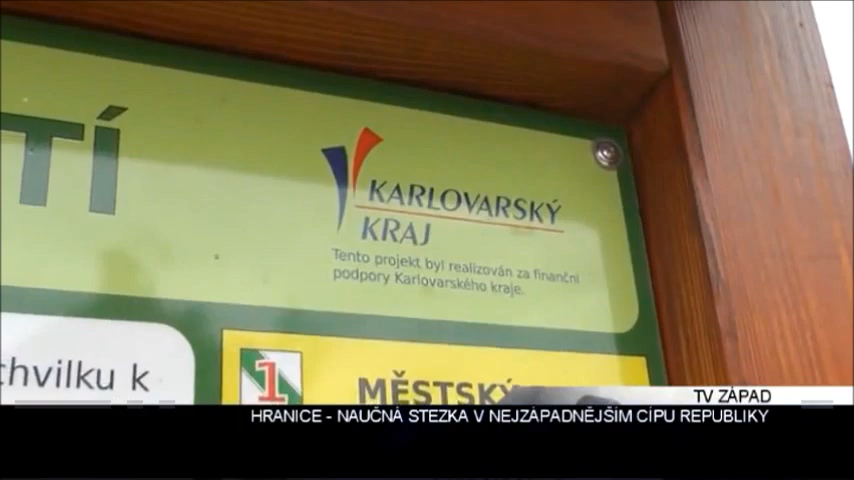 TÍ
KARLOVARSKÝ
KRAJ
Tento projekt byl realizován za finanční
podpory Karlovarského kraje.
chvilku k
1
MĚSTSKÝ
TV ZÁPAD
HRANICE - NAUČNÁ STEZKA V NEJZÁPADNĚJŠÍM CÍPU REPUBLIKY